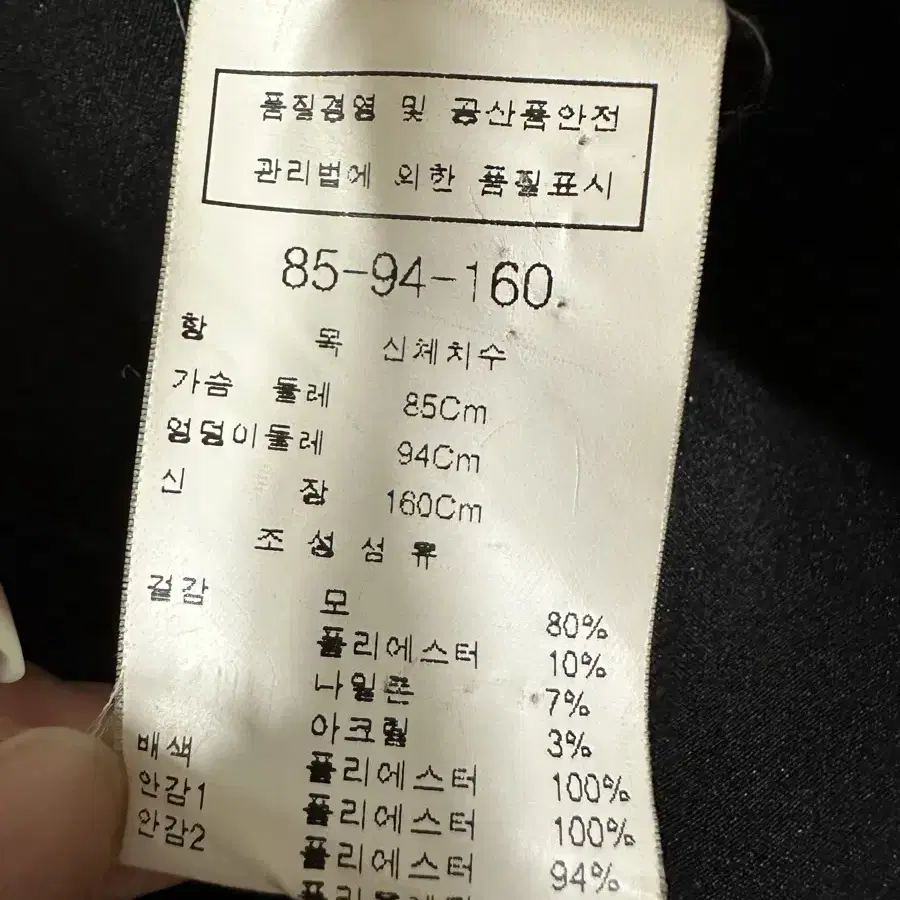 품질경영 및 공산품안전
관리법에 의한 품질표시
85-94-160
항 목 신체치수
가슴 둘레 85Cm
엉덩이둘레 94Cm
신 장 160Cm
조 성 섬 유
겉감 모 80%
폴리에스터 10%
나일론 7%
아크릴 3%
배색 폴리에스터 100%
안감1 폴리에스터 100%
안감2 폴리에스터 94%